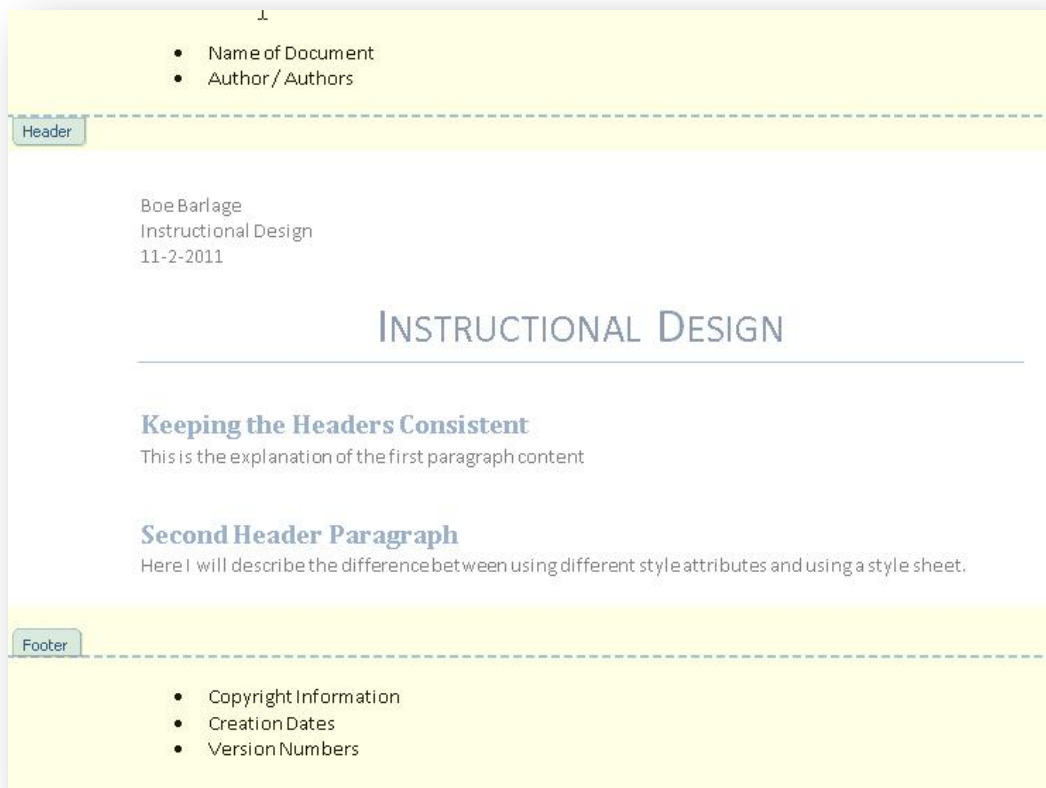 • Name of Document
• Author / Authors
Header
Boe Barlage
Instructional Design
11-2-2011
INSTRUCTIONAL DESIGN
Keeping the Headers Consistent
This is the explanation of the first paragraph content
Second Header Paragraph
Here I will describe the difference between using different style attributes and using a style sheet.
Footer
• Copyright Information
• Creation Dates
• Version Numbers